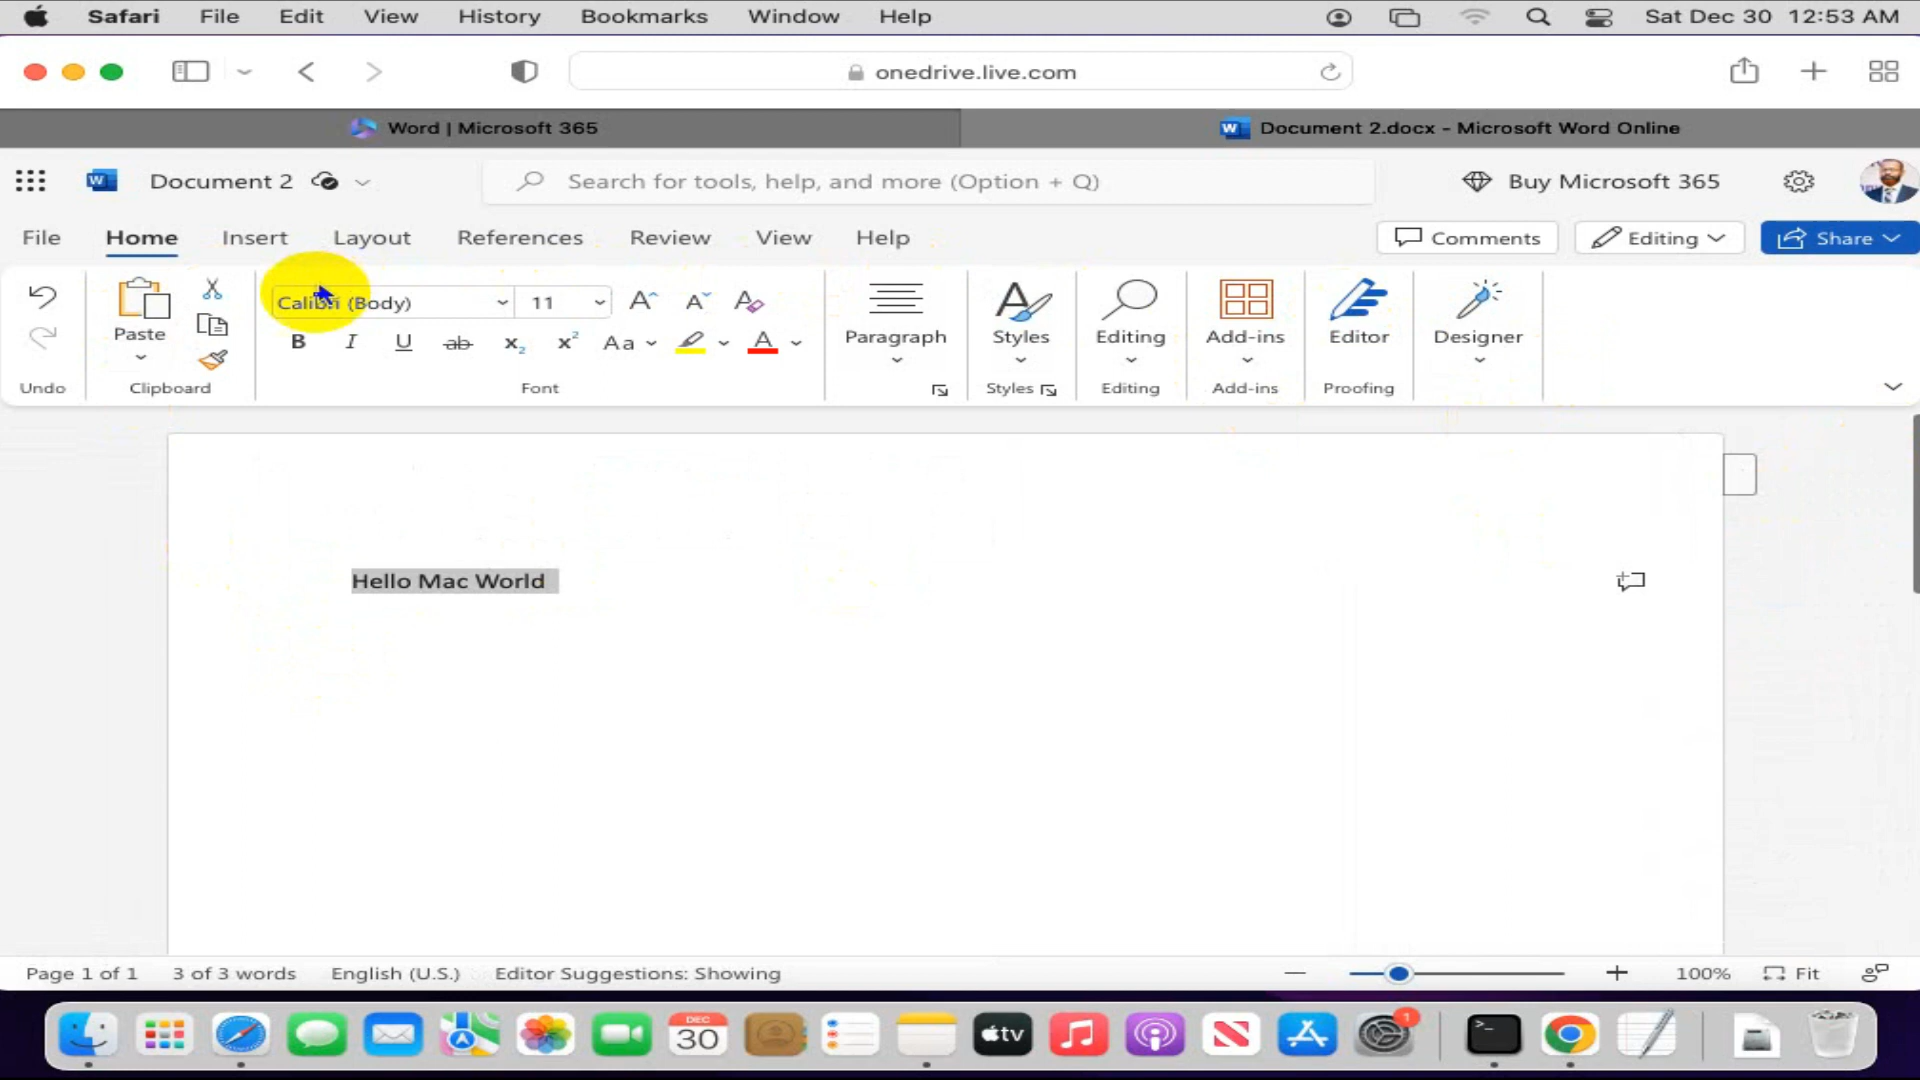 Safari File Edit View History Bookmarks Window Help Sat Dec 30 12:53 AM
onedrive.live.com
Word | Microsoft 365 Document 2.docx - Microsoft Word Online
Document 2 Search for tools, help, and more (Option + Q) Buy Microsoft 365
File Home Insert Layout References Review View Help Comments Editing Share
Calibri (Body) 11
Paste Paragraph Styles Editing Add-ins Editor Designer
B I U ab x2 x2 Aa A
Undo Clipboard Font Styles Editing Add-ins Proofing
Hello Mac World
Page 1 of 1 3 of 3 words English (U.S.) Editor Suggestions: Showing 100% Fit
DEC
30
tv
1